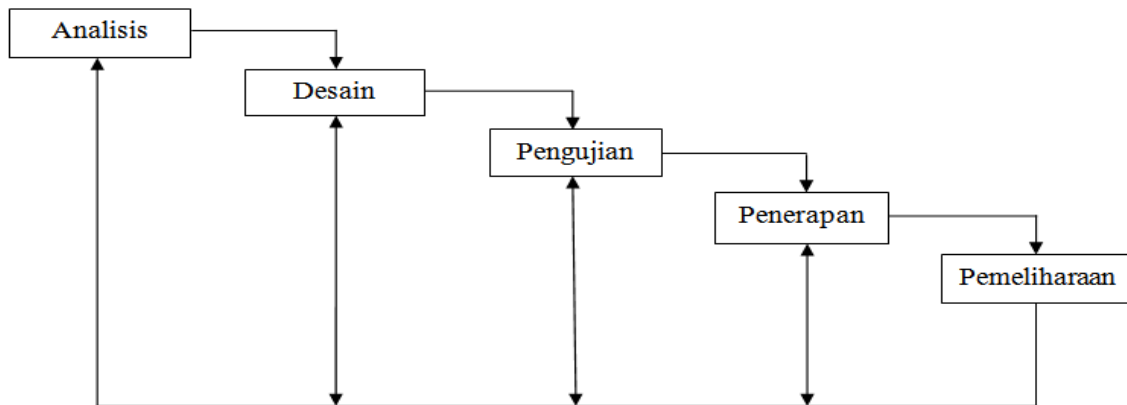 Analisis
Desain
Pengujian
Penerapan
Pemeliharaan